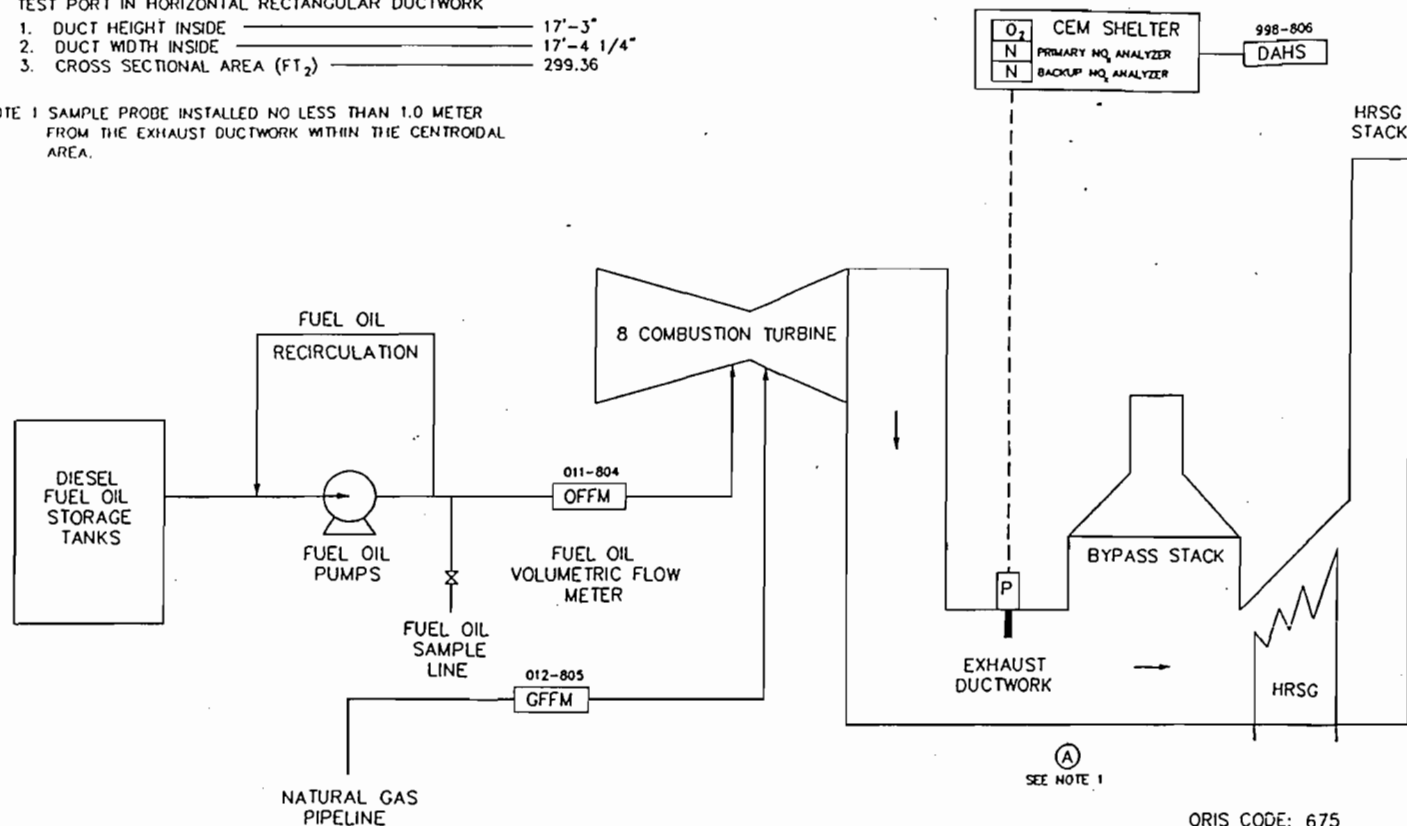 TEST PORT IN HORIZONTAL RECTANGULAR DUCTWORK
1. DUCT HEIGHT INSIDE 17'-3"
2. DUCT WIDTH INSIDE 17'-4 1/4"
3. CROSS SECTIONAL AREA (FT2) 299.36
OTE 1 SAMPLE PROBE INSTALLED NO LESS THAN 1.0 METER
FROM THE EXHAUST DUCTWORK WITHIN THE CENTROIDAL
AREA.
O2 CEM SHELTER
N PRIMARY NOX ANALYZER
N BACKUP NOX ANALYZER
998-806
DAHS
HRSG
STACK
FUEL OIL
RECIRCULATION
8 COMBUSTION TURBINE
DIESEL
FUEL OIL
STORAGE
TANKS
FUEL OIL
PUMPS
011-804
OFFM
FUEL OIL
VOLUMETRIC FLOW
METER
FUEL OIL
SAMPLE
LINE
012-805
GFFM
NATURAL GAS
PIPELINE
P
EXHAUST
DUCTWORK
BYPASS STACK
HRSG
A
SEE NOTE 1
ORIS CODE: 675